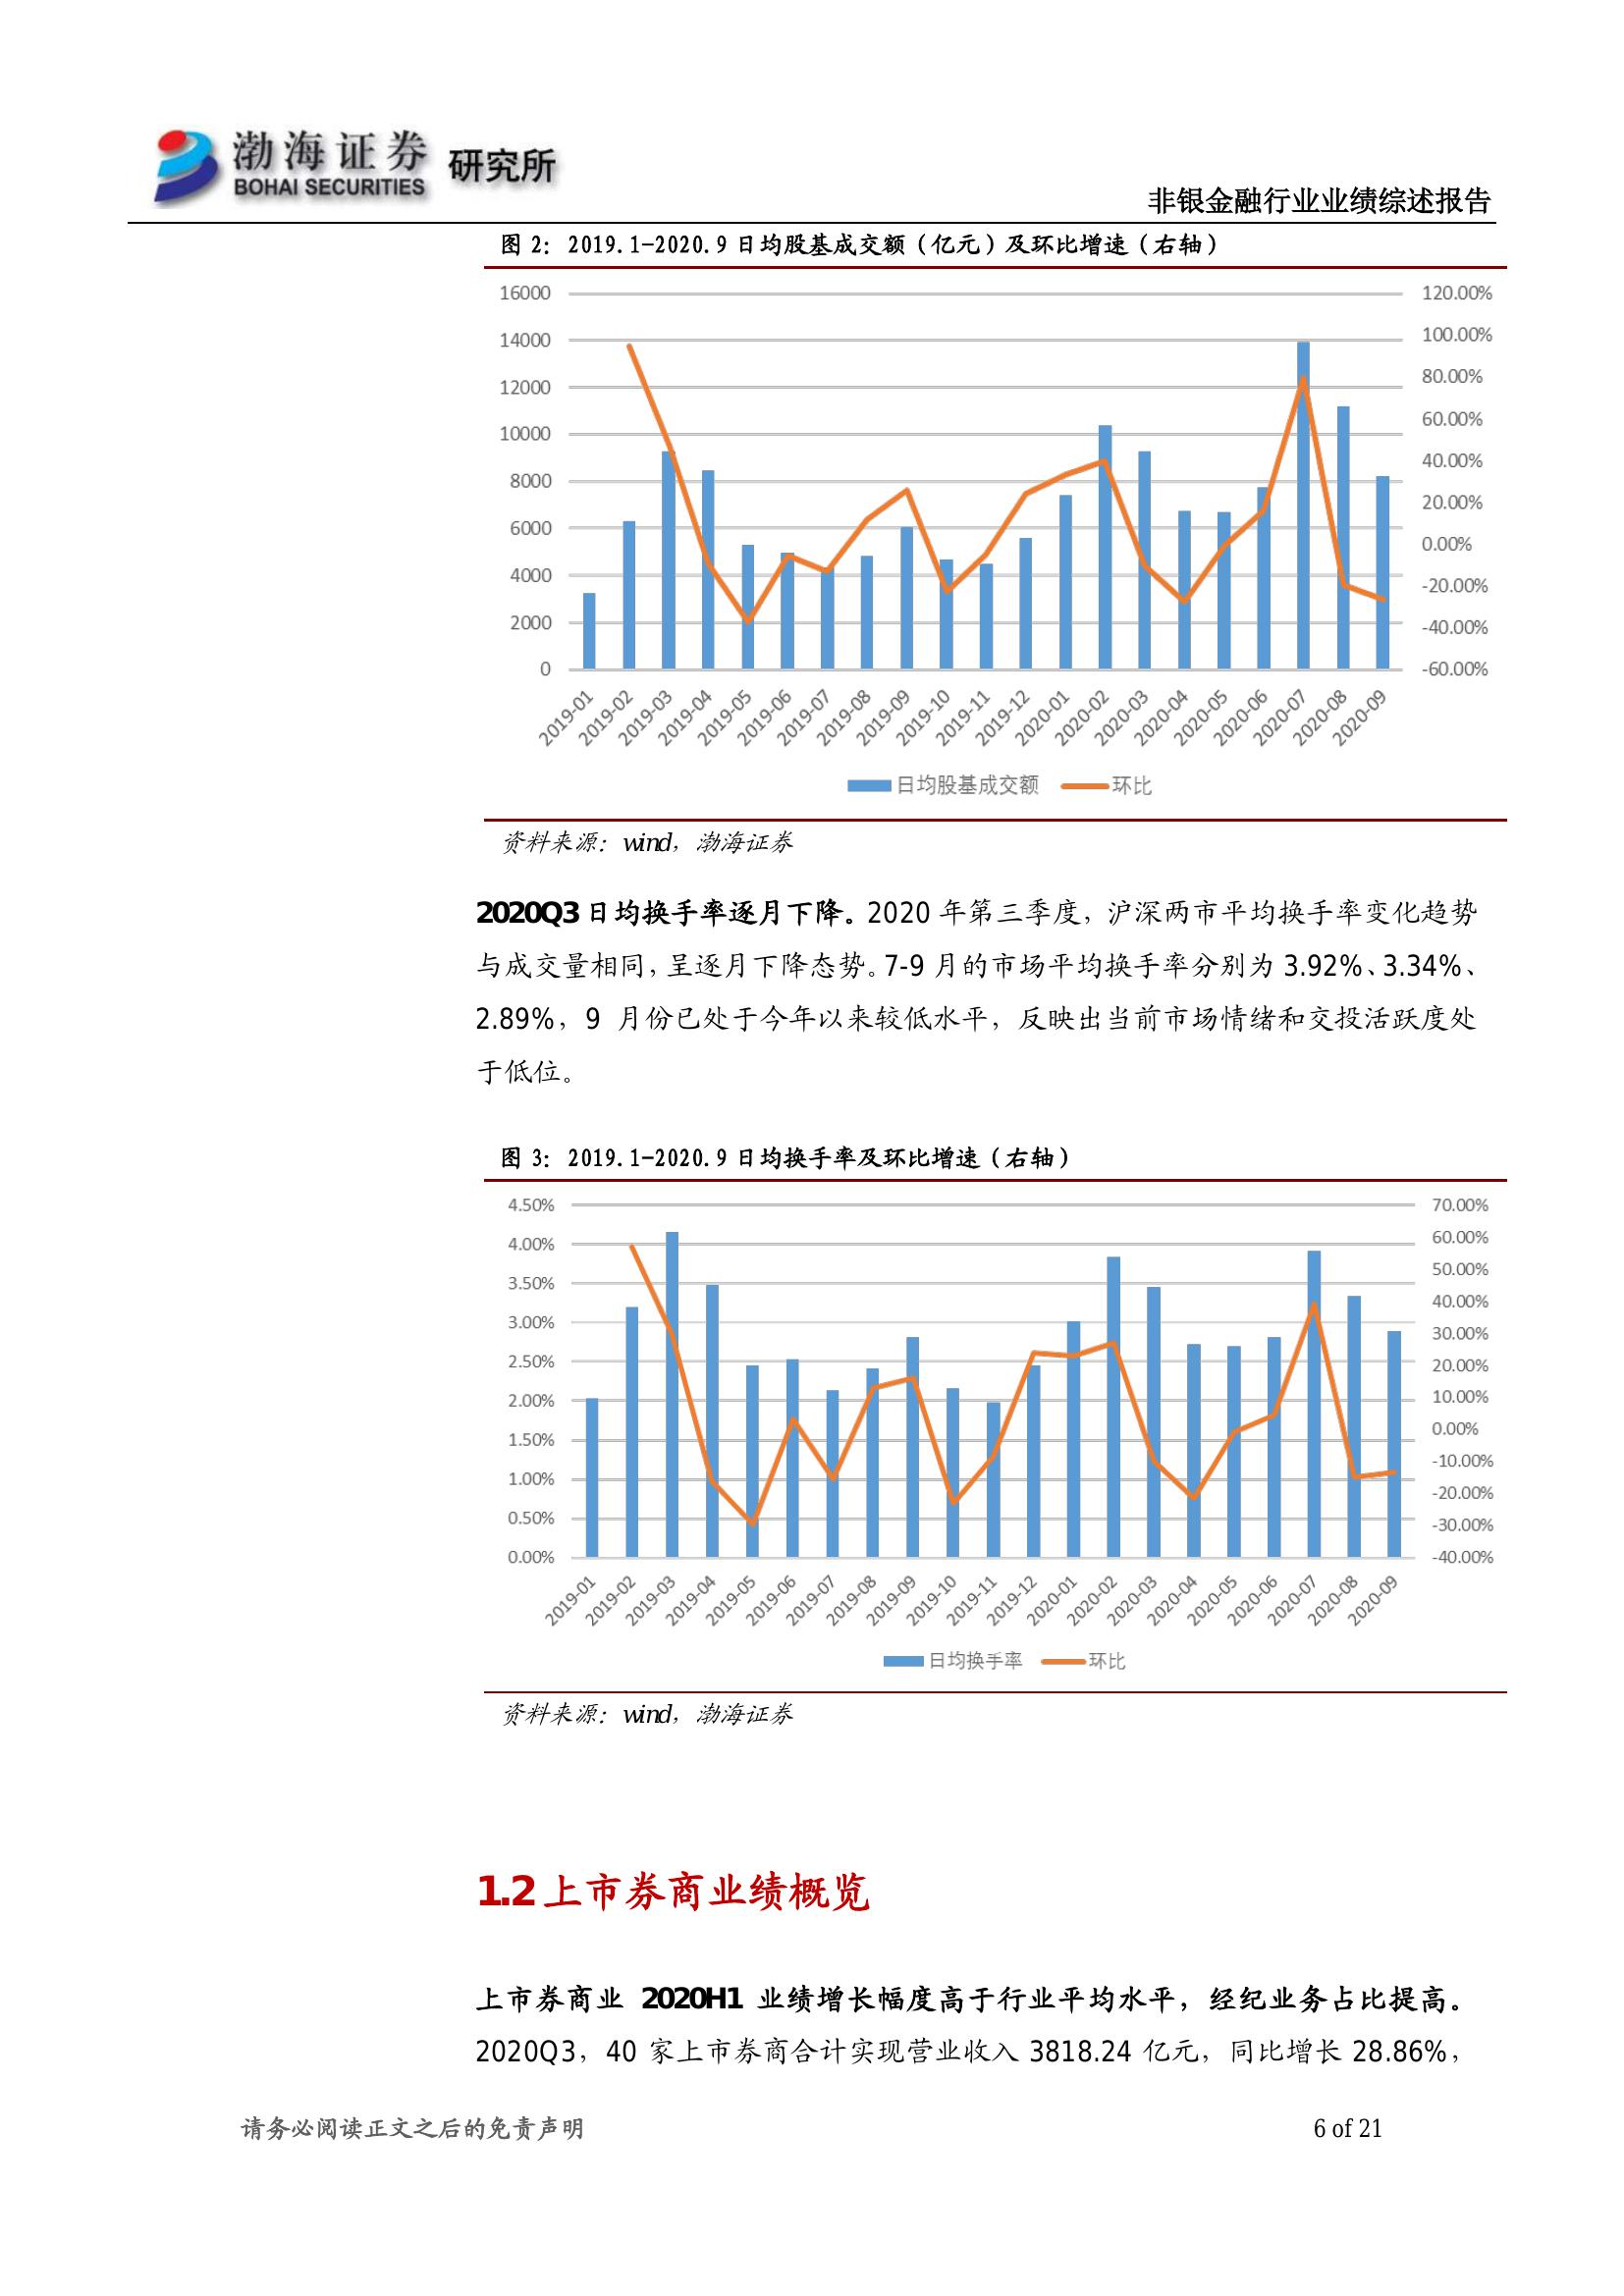 渤海证券 研究所
BOHAI SECURITIES
非银金融行业业绩综述报告
图 2：2019.1-2020.9 日均股基成交额（亿元）及环比增速（右轴）
16000 120.00%
14000 100.00%
12000 80.00%
10000 60.00%
8000 40.00%
6000 20.00%
4000 0.00%
2000 -20.00%
0 -40.00%
-60.00%
2019-01 2019-02 2019-03 2019-04 2019-05 2019-06 2019-07 2019-08 2019-09 2019-10 2019-11 2019-12 2020-01 2020-02 2020-03 2020-04 2020-05 2020-06 2020-07 2020-08 2020-09
日均股基成交额 环比
资料来源：wind，渤海证券
2020Q3 日均换手率逐月下降。2020 年第三季度，沪深两市平均换手率变化趋势
与成交量相同，呈逐月下降态势。7-9 月的市场平均换手率分别为 3.92%、3.34%、
2.89%，9 月份已处于今年以来较低水平，反映出当前市场情绪和交投活跃度处
于低位。
图 3：2019.1-2020.9 日均换手率及环比增速（右轴）
4.50% 70.00%
4.00% 60.00%
3.50% 50.00%
3.00% 40.00%
2.50% 30.00%
2.00% 20.00%
1.50% 10.00%
1.00% 0.00%
0.50% -10.00%
0.00% -20.00%
-30.00%
-40.00%
2019-01 2019-02 2019-03 2019-04 2019-05 2019-06 2019-07 2019-08 2019-09 2019-10 2019-11 2019-12 2020-01 2020-02 2020-03 2020-04 2020-05 2020-06 2020-07 2020-08 2020-09
日均换手率 环比
资料来源：wind，渤海证券
1.2 上市券商业绩概览
上市券商业 2020H1 业绩增长幅度高于行业平均水平，经纪业务占比提高。
2020Q3，40 家上市券商合计实现营业收入 3818.24 亿元，同比增长 28.86%，
请务必阅读正文之后的免责声明 6 of 21